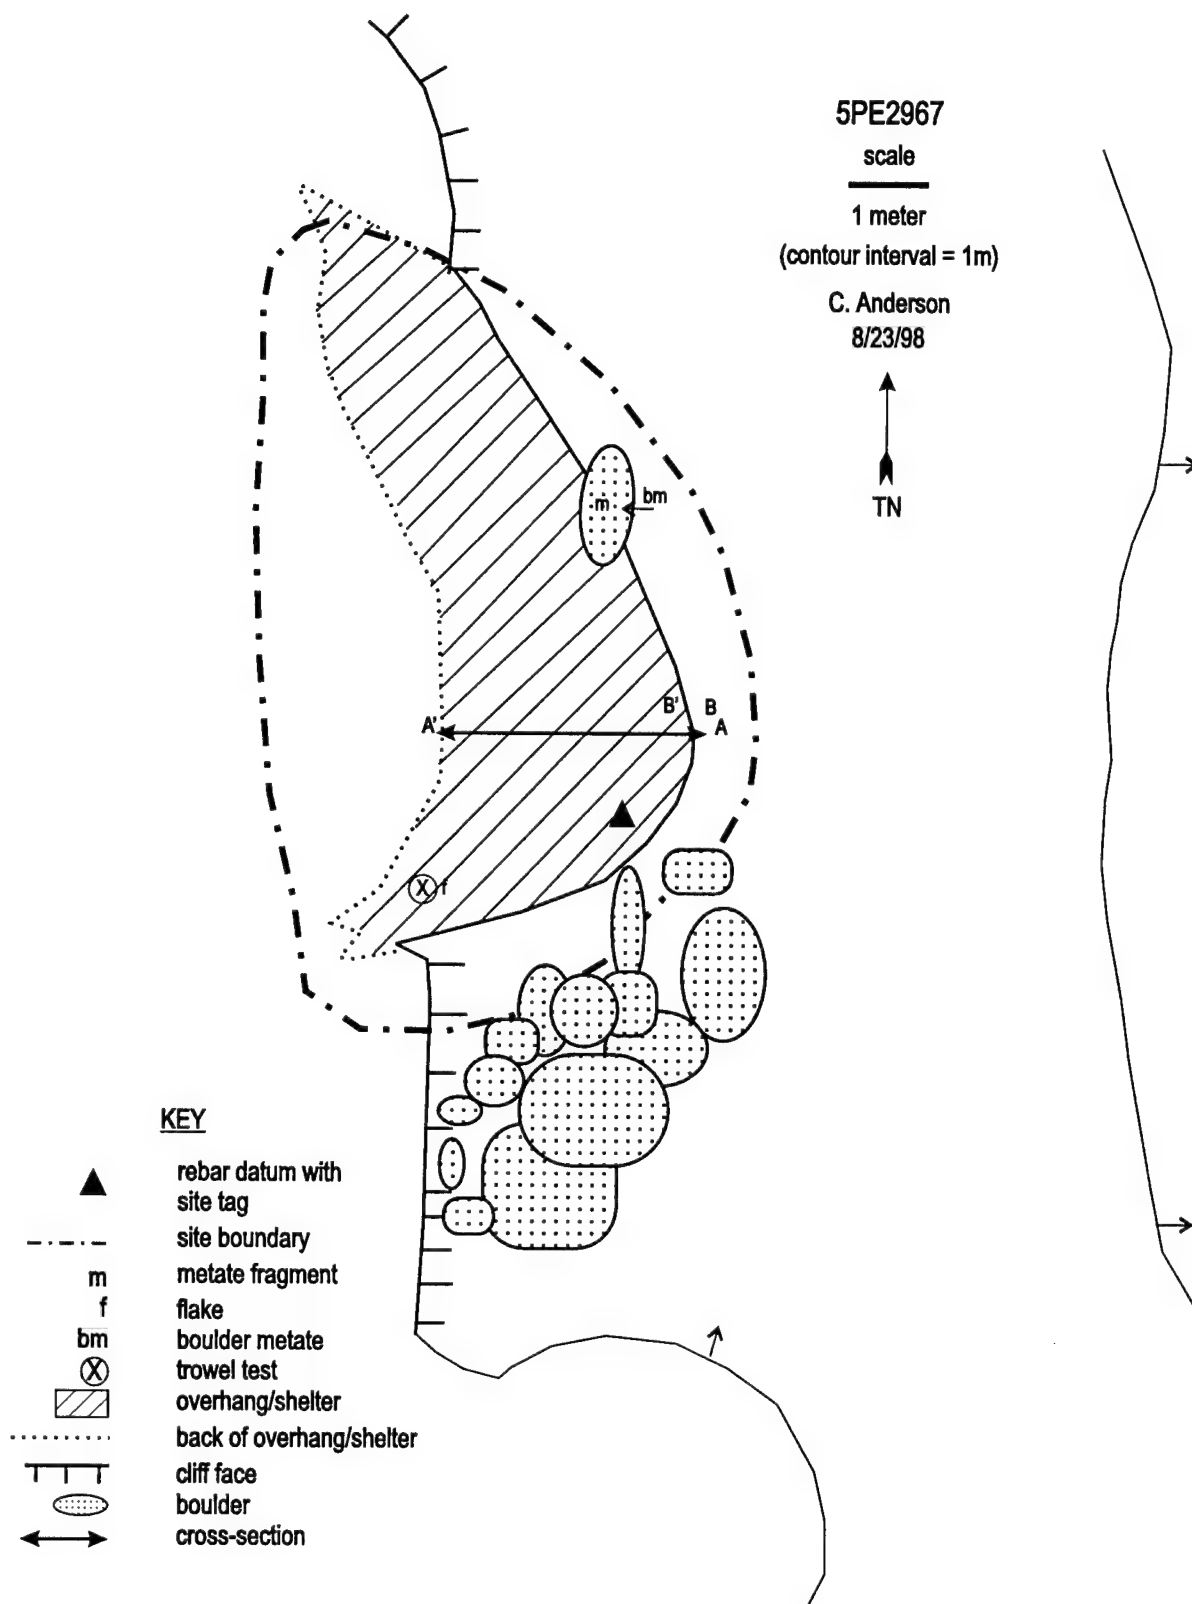 5PE2967
scale
1 meter
(contour interval = 1m)
C. Anderson
8/23/98
TN
m
bm
B'
B
A'
A
X
f
KEY
rebar datum with
site tag
site boundary
m metate fragment
f flake
bm boulder metate
X trowel test
overhang/shelter
back of overhang/shelter
cliff face
boulder
cross-section